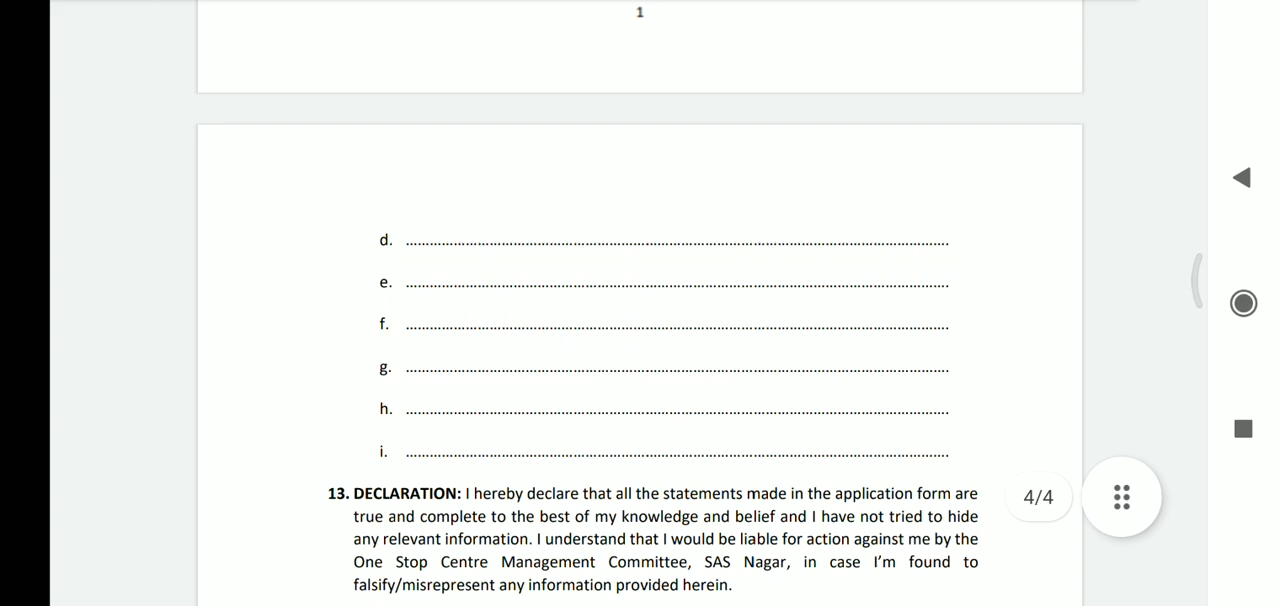 1
d. ........................................................................................................................................
e. ........................................................................................................................................
f. ........................................................................................................................................
g. ........................................................................................................................................
h. ........................................................................................................................................
i. ........................................................................................................................................
13. DECLARATION: I hereby declare that all the statements made in the application form are
true and complete to the best of my knowledge and belief and I have not tried to hide
any relevant information. I understand that I would be liable for action against me by the
One Stop Centre Management Committee, SAS Nagar, in case I'm found to
falsify/misrepresent any information provided herein.
4/4